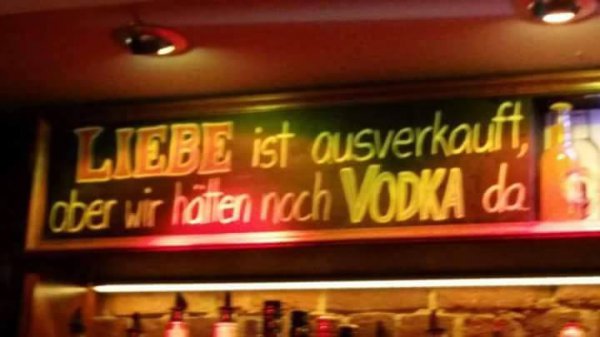 LIEBE ist ausverkauft,
aber wir hätten noch VODKA da